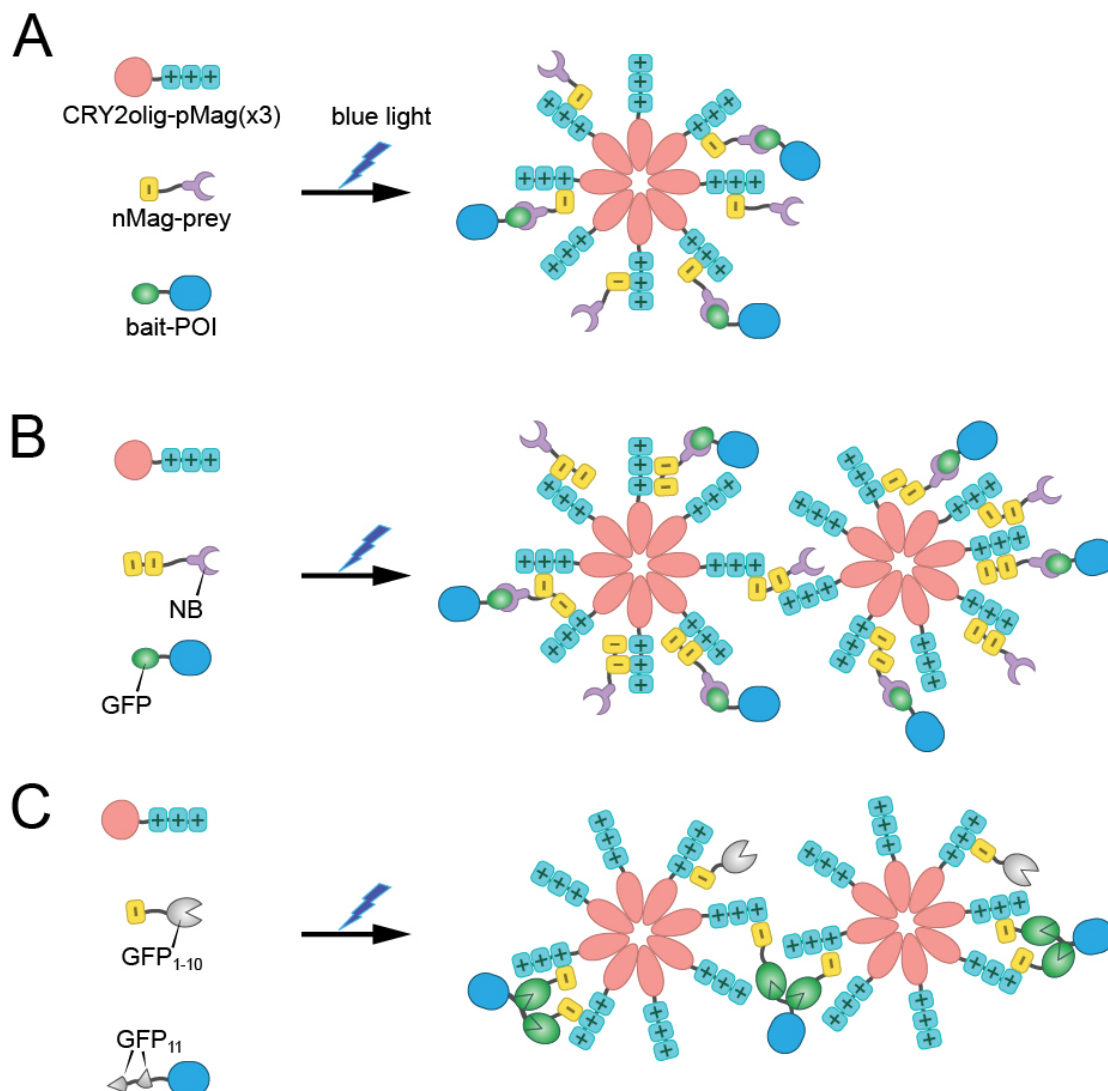 A
CRY2olig-pMag(x3)
blue light
nMag-prey
bait-POI
B
NB
GFP
C
GFP1-10
GFP11